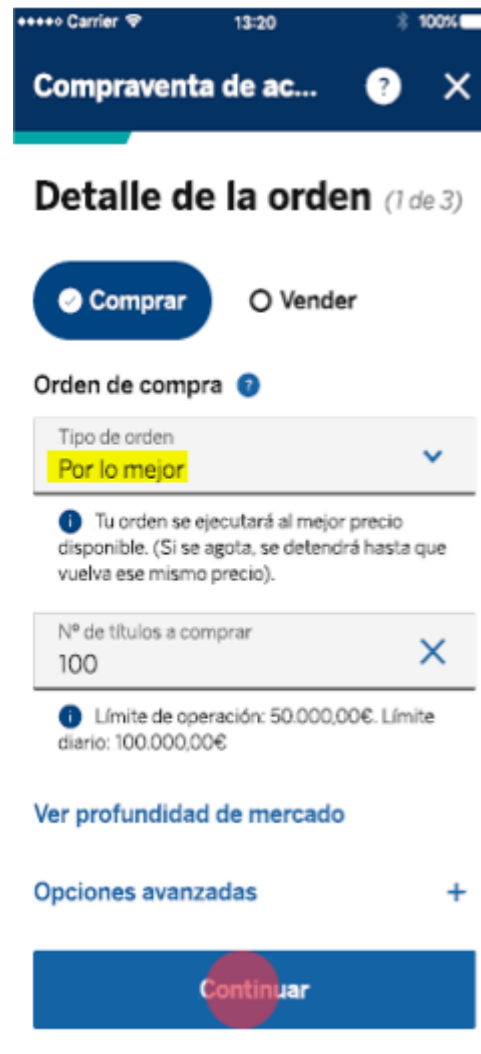 Carrier 13:20 100%
Compraventa de ac... ?
Detalle de la orden (1 de 3)
Comprar Vender
Orden de compra ?
Tipo de orden
Por lo mejor
i Tu orden se ejecutará al mejor precio
disponible. (Si se agota, se detendrá hasta que
vuelva ese mismo precio).
Nº de títulos a comprar
100
i Límite de operación: 50.000,00€. Límite
diario: 100.000,00€
Ver profundidad de mercado
Opciones avanzadas +
Continuar